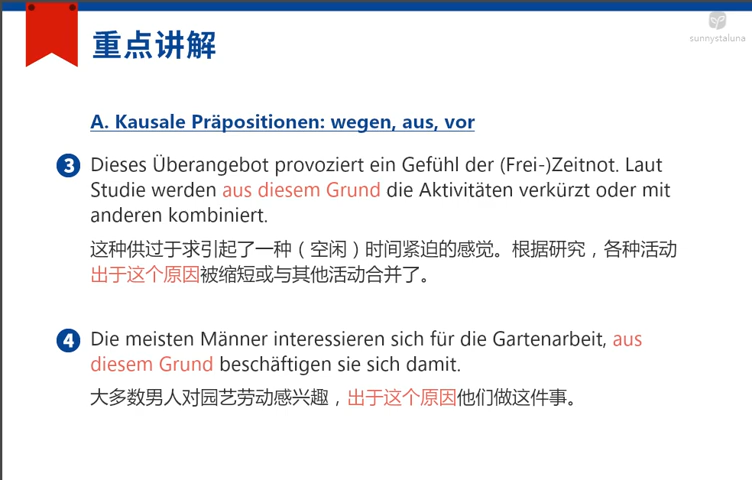 重点讲解
sunnystaluna
A. Kausale Präpositionen: wegen, aus, vor
3 Dieses Überangebot provoziert ein Gefühl der (Frei-)Zeitnot. Laut
Studie werden aus diesem Grund die Aktivitäten verkürzt oder mit
anderen kombiniert.
这种供过于求引起了一种（空闲）时间紧迫的感觉。根据研究，各种活动
出于这个原因被缩短或与其他活动合并了。
4 Die meisten Männer interessieren sich für die Gartenarbeit, aus
diesem Grund beschäftigen sie sich damit.
大多数男人对园艺劳动感兴趣，出于这个原因他们做这件事。